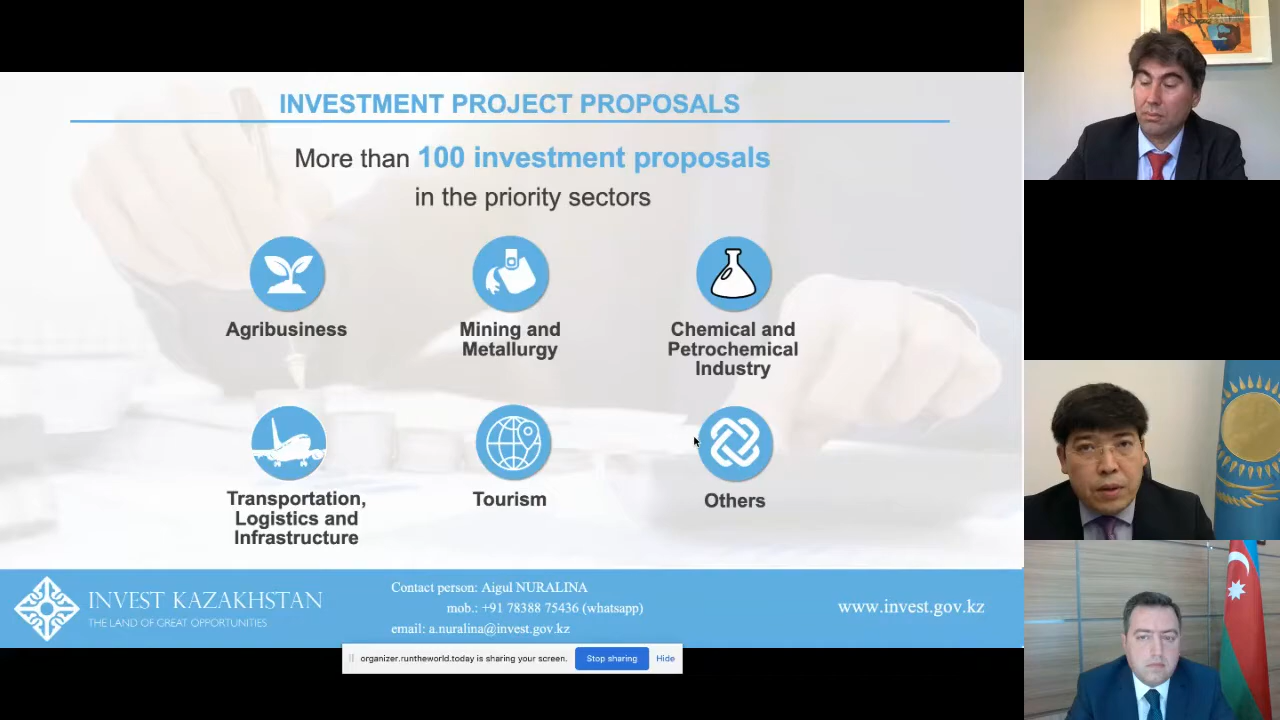 INVESTMENT PROJECT PROPOSALS
More than 100 investment proposals
in the priority sectors
Agribusiness
Mining and
Metallurgy
Chemical and
Petrochemical
Industry
Transportation,
Logistics and
Infrastructure
Tourism
Others
INVEST KAZAKHSTAN
THE LAND OF GREAT OPPORTUNITIES
Contact person: Aigul NURALINA
mob.: +91 78388 75436 (whatsapp)
email: a.nuralina@invest.gov.kz
www.invest.gov.kz
organizer.runtheworld.today is sharing your screen.
Stop sharing
Hide